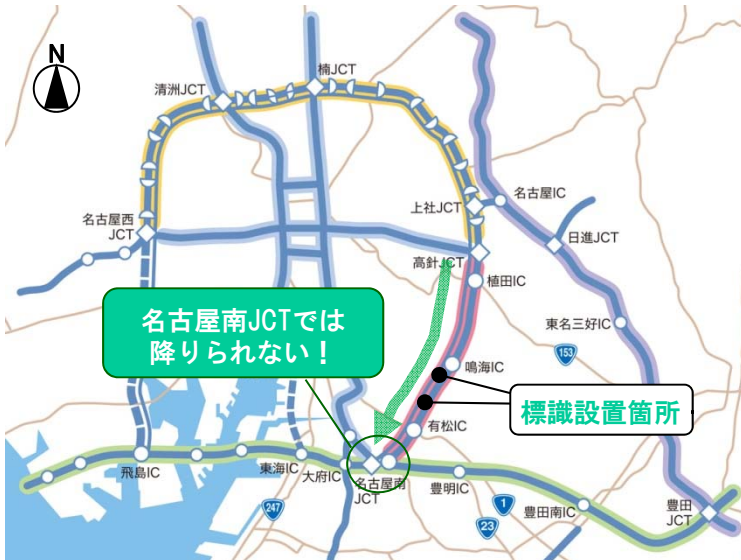 N
楠JCT
清洲JCT
名古屋IC
上社JCT
名古屋西
JCT
日進JCT
高針JCT
植田IC
名古屋南JCTでは
降りられない！
東名三好IC
153
鳴海IC
標識設置箇所
有松IC
飛島IC
東海IC
大府IC
名古屋南
JCT
豊明IC
247
1
23
豊田南IC
豊田
JCT